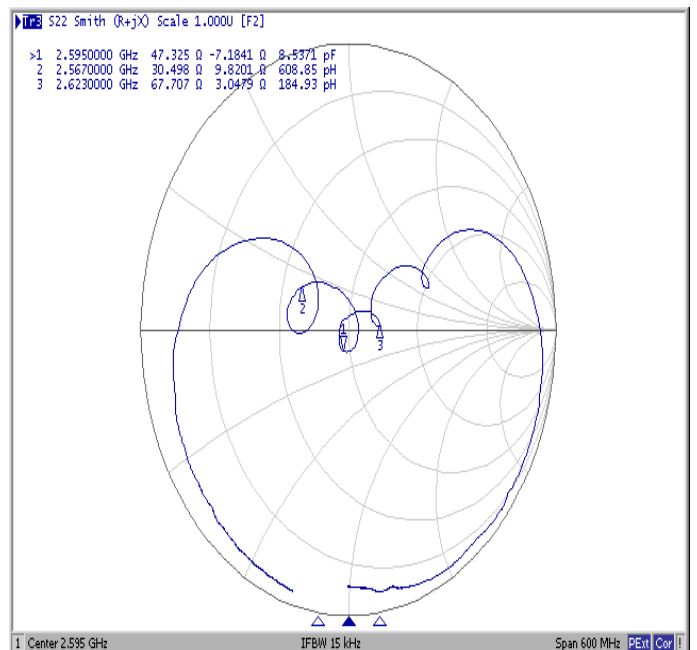 Tr3 S22 Smith (R+jX) Scale 1.000U [F2]
>1 2.5950000 GHz 47.325 Ω -7.1841 Ω 8.5371 pF
2 2.5670000 GHz 30.498 Ω 9.8201 Ω 608.85 pH
3 2.6230000 GHz 67.707 Ω 3.0479 Ω 184.93 pH
2
1
3
1 Center 2.595 GHz IFBW 15 kHz Span 600 MHz PExt Cor !